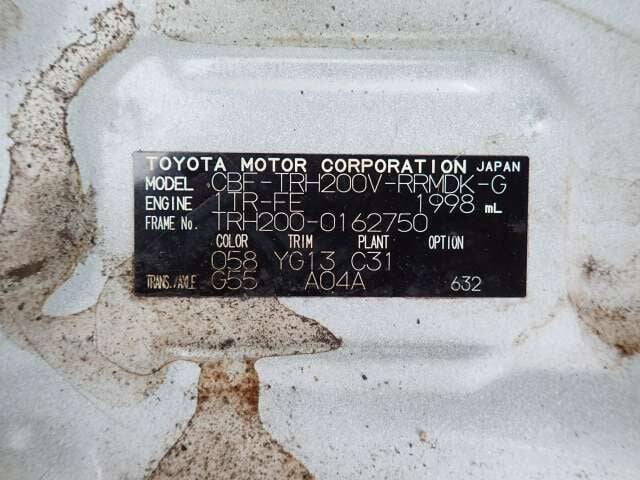 TOYOTA MOTOR CORPORATION JAPAN
MODEL CBF-TRH200V-RRMDK-G
ENGINE 1TR-FE 1998 mL
FRAME No. TRH200-0162750
COLOR TRIM PLANT OPTION
058 YG13 C31
TRANS./AXLE G55 A04A 632